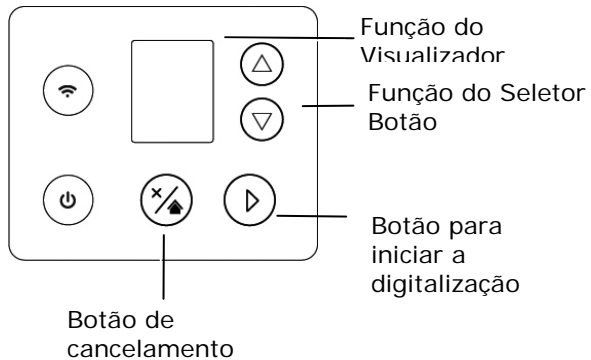 Função do
Visualizador
Função do Seletor
Botão
Botão para
iniciar a
digitalização
Botão de
cancelamento